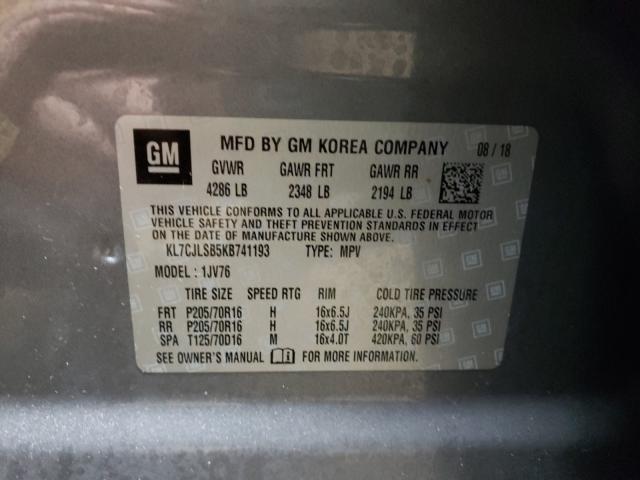 GM MFD BY GM KOREA COMPANY 08 / 18
GVWR GAWR FRT GAWR RR
4286 LB 2348 LB 2194 LB
THIS VEHICLE CONFORMS TO ALL APPLICABLE U.S. FEDERAL MOTOR
VEHICLE SAFETY AND THEFT PREVENTION STANDARDS IN EFFECT
ON THE DATE OF MANUFACTURE SHOWN ABOVE.
KL7CJLSB5KB741193 TYPE: MPV
MODEL : 1JV76
TIRE SIZE SPEED RTG RIM COLD TIRE PRESSURE
FRT P205/70R16 H 16x6.5J 240KPA, 35 PSI
RR P205/70R16 H 16x6.5J 240KPA, 35 PSI
SPA T125/70D16 M 16x4.0T 420KPA, 60 PSI
SEE OWNER'S MANUAL FOR MORE INFORMATION.